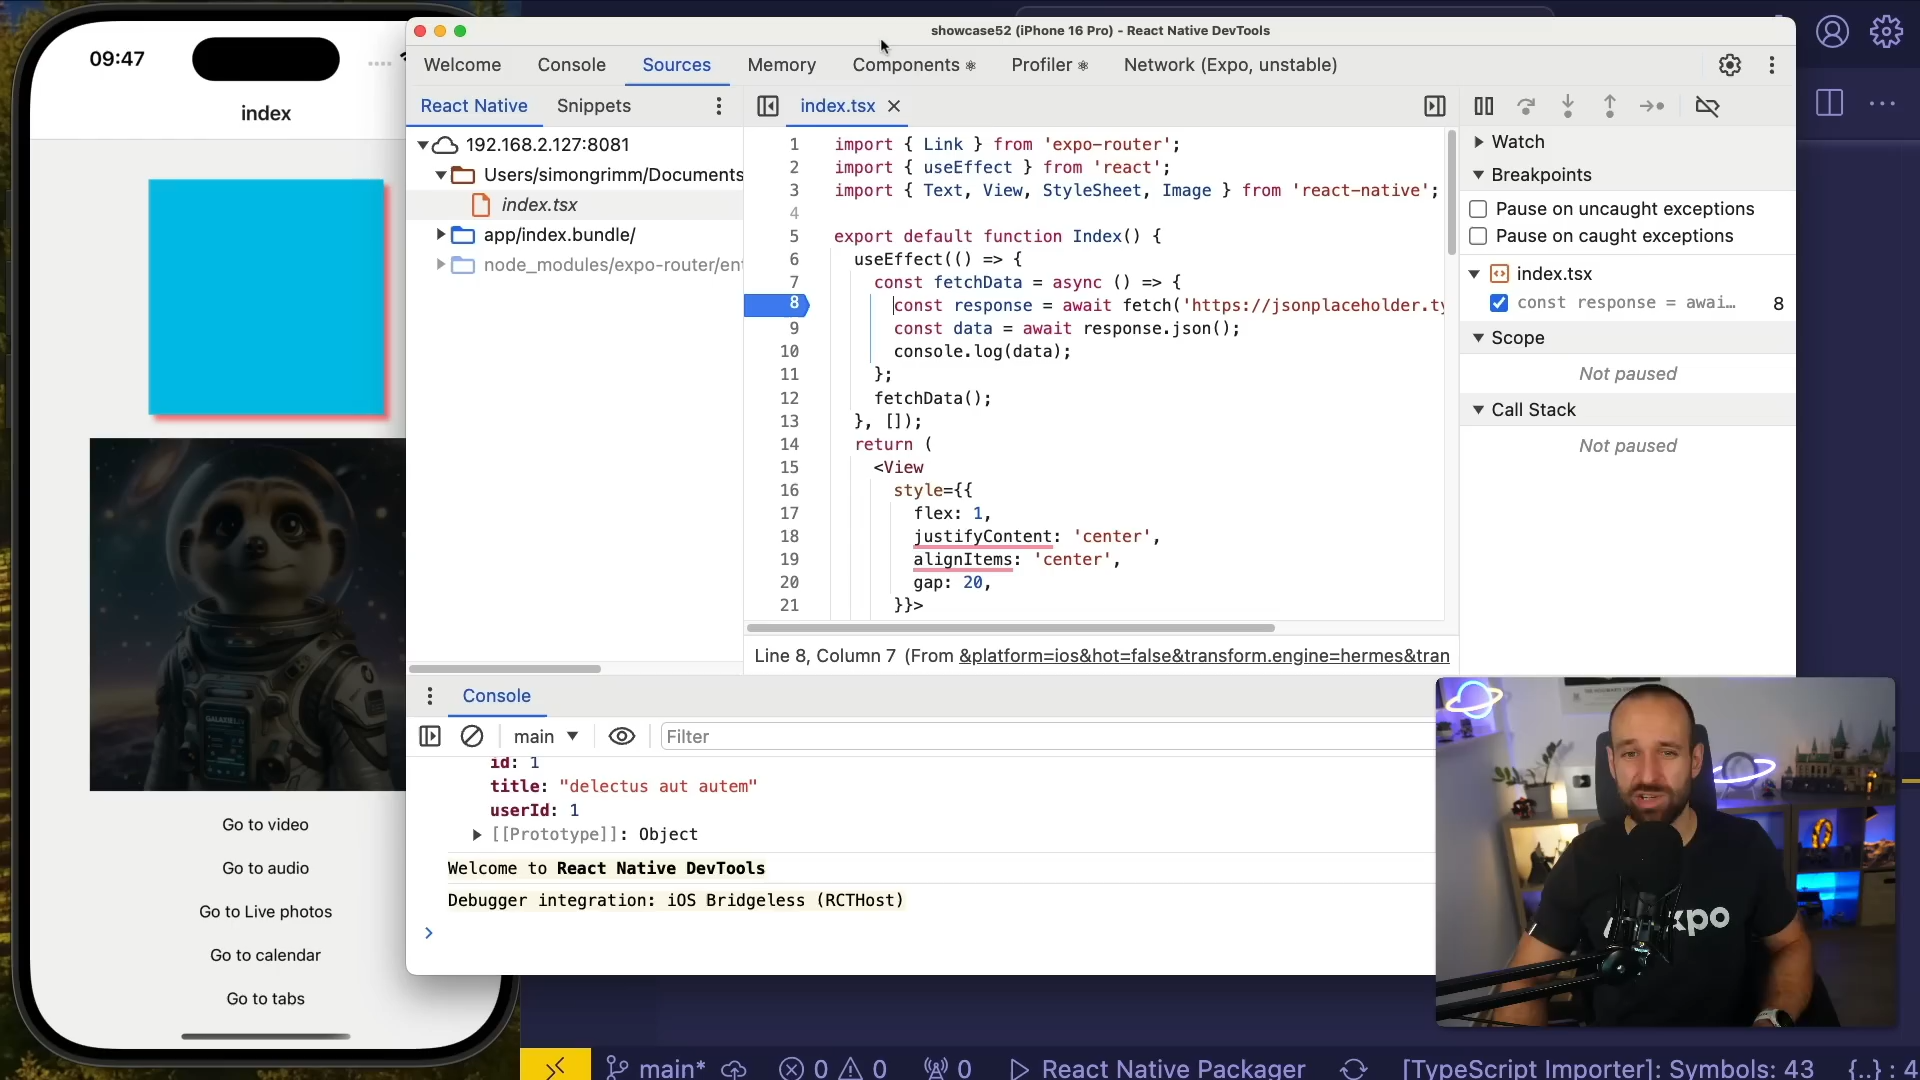 09:47
index
Go to video
Go to audio
Go to Live photos
Go to calendar
Go to tabs
showcase52 (iPhone 16 Pro) - React Native DevTools
Welcome
Console
Sources
Memory
Components
Profiler
Network (Expo, unstable)
React Native
Snippets
192.168.2.127:8081
Users/simongrimm/Documents
index.tsx
app/index.bundle/
node_modules/expo-router/en
index.tsx
1 import { Link } from 'expo-router';
2 import { useEffect } from 'react';
3 import { Text, View, StyleSheet, Image } from 'react-native';
4
5 export default function Index() {
6 useEffect(() => {
7 const fetchData = async () => {
8 const response = await fetch('https://jsonplaceholder.ty
9 const data = await response.json();
10 console.log(data);
11 };
12 fetchData();
13 }, []);
14 return (
15 <View
16 style={{
17 flex: 1,
18 justifyContent: 'center',
19 alignItems: 'center',
20 gap: 20,
21 }}>
Line 8, Column 7 (From &platform=ios&hot=false&transform.engine=hermes&tran
Watch
Breakpoints
Pause on uncaught exceptions
Pause on caught exceptions
index.tsx
const response = awai… 8
Scope
Not paused
Call Stack
Not paused
Console
main
Filter
id: 1
title: "delectus aut autem"
userId: 1
[[Prototype]]: Object
Welcome to React Native DevTools
Debugger integration: iOS Bridgeless (RCTHost)
>
xpo
main* 0 0 0 React Native Packager [TypeScript Importer]: Symbols: 43 {..} : 4